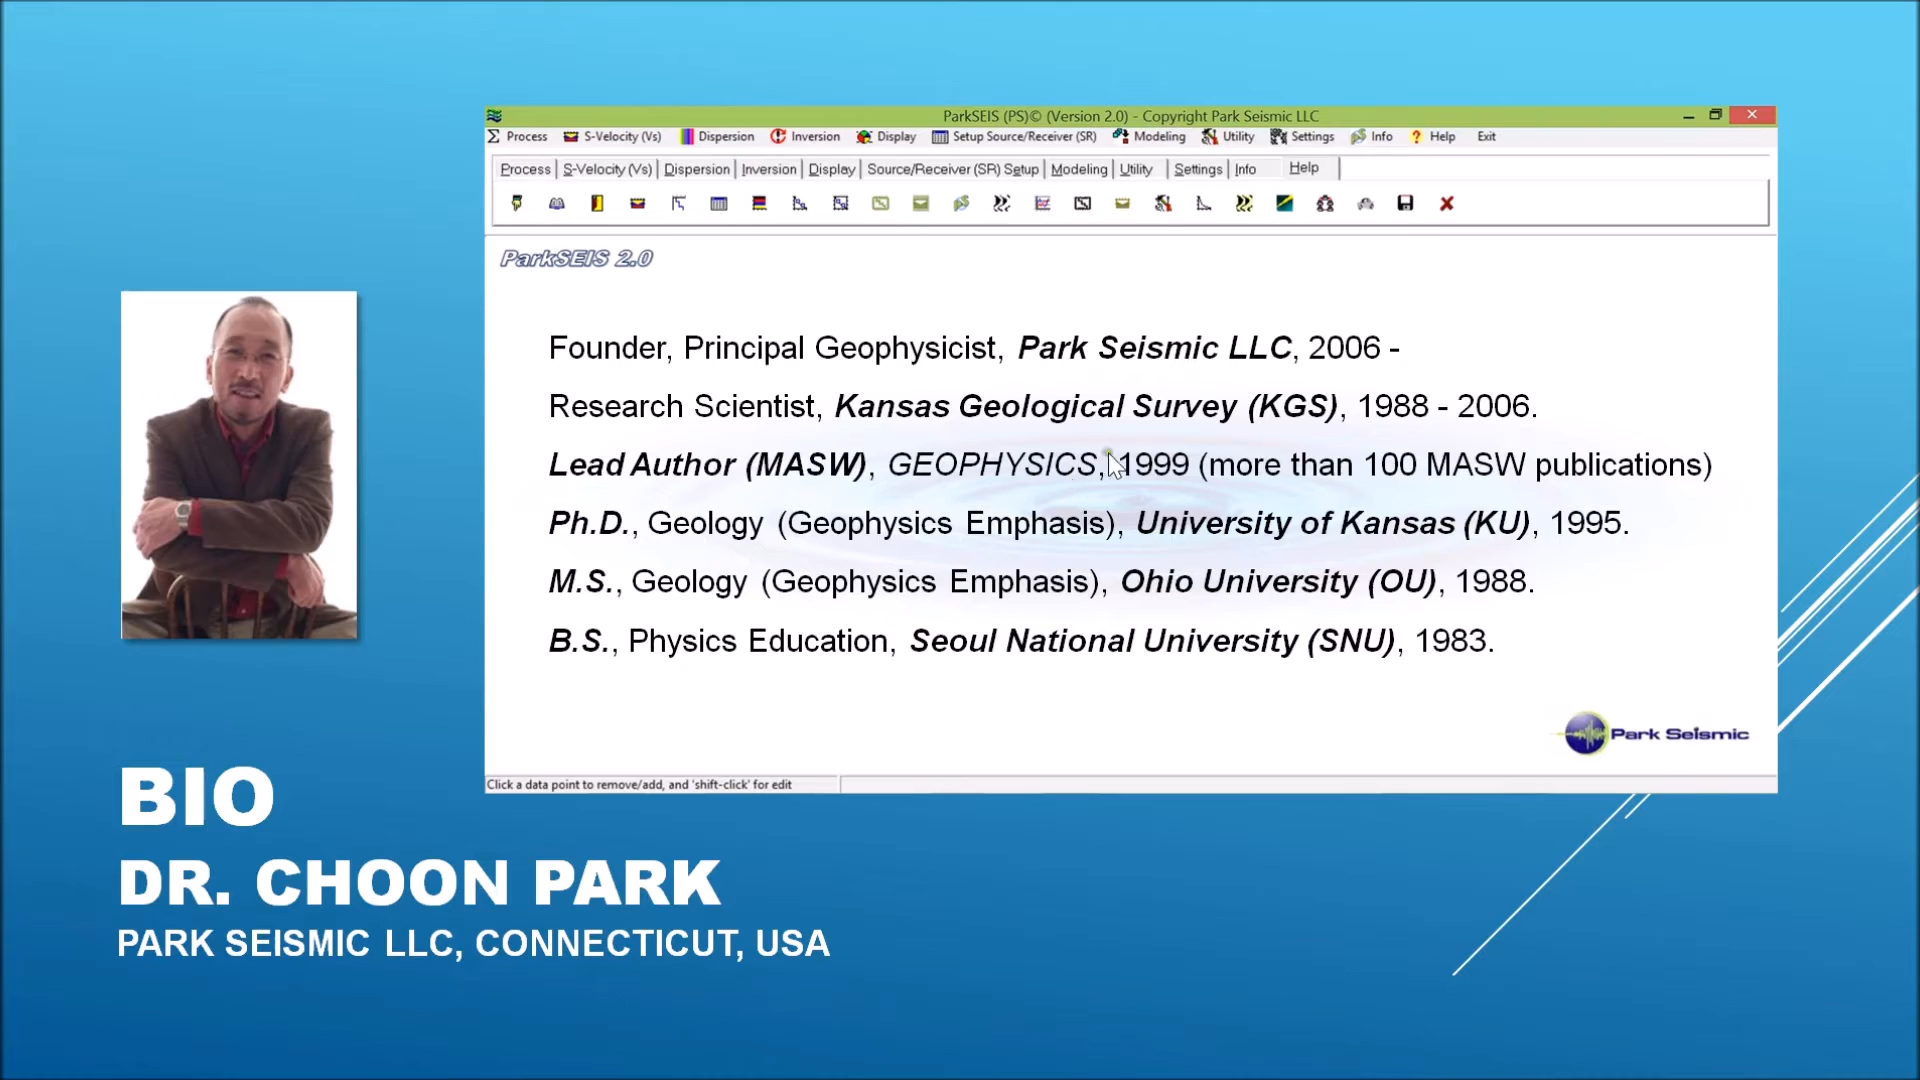 ParkSEIS (PS)© (Version 2.0) - Copyright Park Seismic LLC
Process S-Velocity (Vs) Dispersion Inversion Display Setup Source/Receiver (SR) Modeling Utility Settings Info Help Exit
Process S-Velocity (Vs) Dispersion Inversion Display Source/Receiver (SR) Setup Modeling Utility Settings Info Help
ParkSEIS 2.0
Founder, Principal Geophysicist, Park Seismic LLC, 2006 -
Research Scientist, Kansas Geological Survey (KGS), 1988 - 2006.
Lead Author (MASW), GEOPHYSICS, 1999 (more than 100 MASW publications)
Ph.D., Geology (Geophysics Emphasis), University of Kansas (KU), 1995.
M.S., Geology (Geophysics Emphasis), Ohio University (OU), 1988.
B.S., Physics Education, Seoul National University (SNU), 1983.
Park Seismic
Click a data point to remove/add, and 'shift-click' for edit
BIO
DR. CHOON PARK
PARK SEISMIC LLC, CONNECTICUT, USA